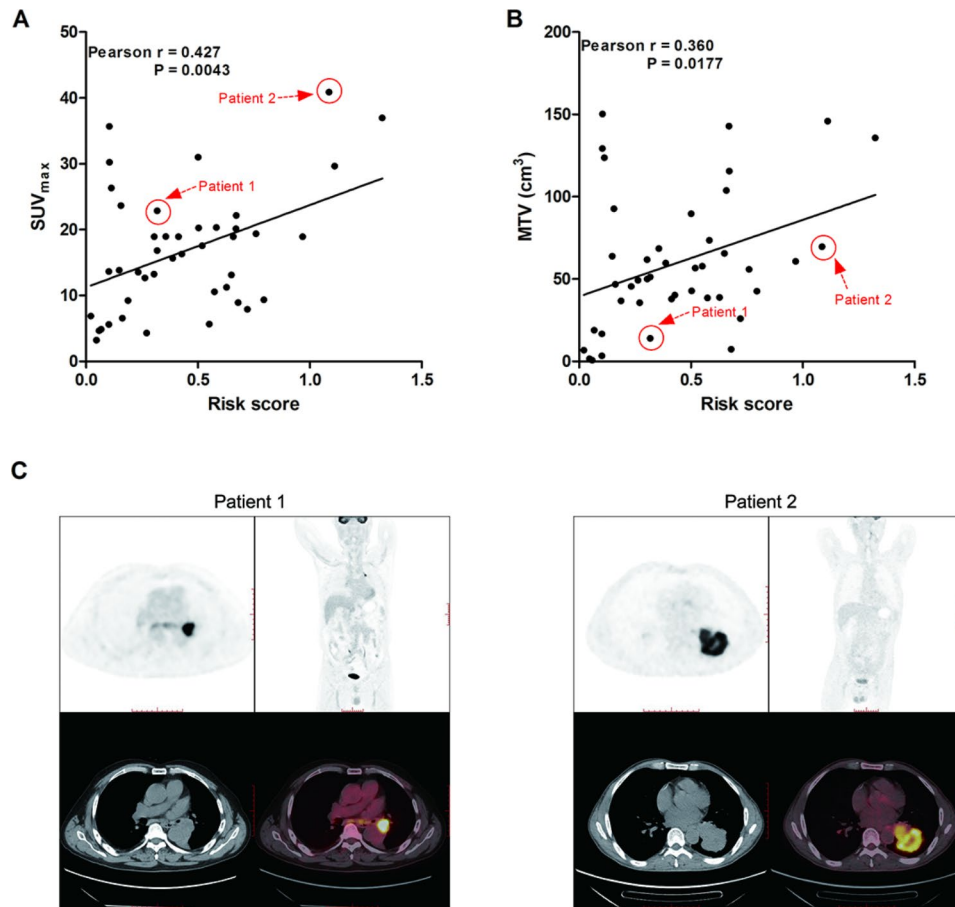 A
Pearson r = 0.427
P = 0.0043
Patient 2
Patient 1
SUVmax
50
40
30
20
10
0
0.0 0.5 1.0 1.5
Risk score
B
Pearson r = 0.360
P = 0.0177
Patient 1
Patient 2
MTV (cm³)
200
150
100
50
0
0.0 0.5 1.0 1.5
Risk score
C
Patient 1 Patient 2